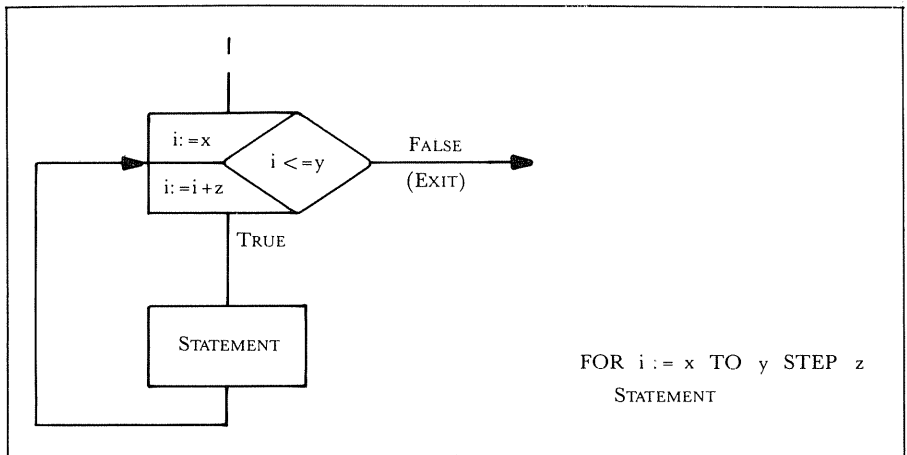 i:=x
i <=y
FALSE
(EXIT)
i:=i+z
TRUE
STATEMENT
FOR i := x TO y STEP z
STATEMENT